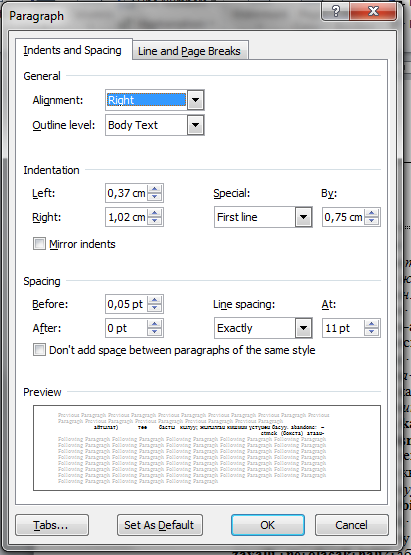 Paragraph
Indents and Spacing
Line and Page Breaks
General
Alignment: Right
Outline level: Body Text
Indentation
Left: 0,37 cm Special: By:
Right: 1,02 cm First line 0,75 cm
Mirror indents
Spacing
Before: 0,05 pt Line spacing: At:
After: 0 pt Exactly 11 pt
Don't add space between paragraphs of the same style
Preview
Previous Paragraph Previous Paragraph Previous Paragraph Previous Paragraph Previous
Paragraph Previous Paragraph Previous Paragraph Previous Paragraph Previous Paragraph
Following Paragraph Following Paragraph Following Paragraph Following Paragraph
Following Paragraph Following Paragraph Following Paragraph Following Paragraph
Following Paragraph Following Paragraph Following Paragraph Following Paragraph
Following Paragraph Following Paragraph Following Paragraph Following Paragraph
Following Paragraph Following Paragraph Following Paragraph Following Paragraph
Following Paragraph Following Paragraph Following Paragraph Following Paragraph
Following Paragraph Following Paragraph Following Paragraph
Tabs... Set As Default OK Cancel